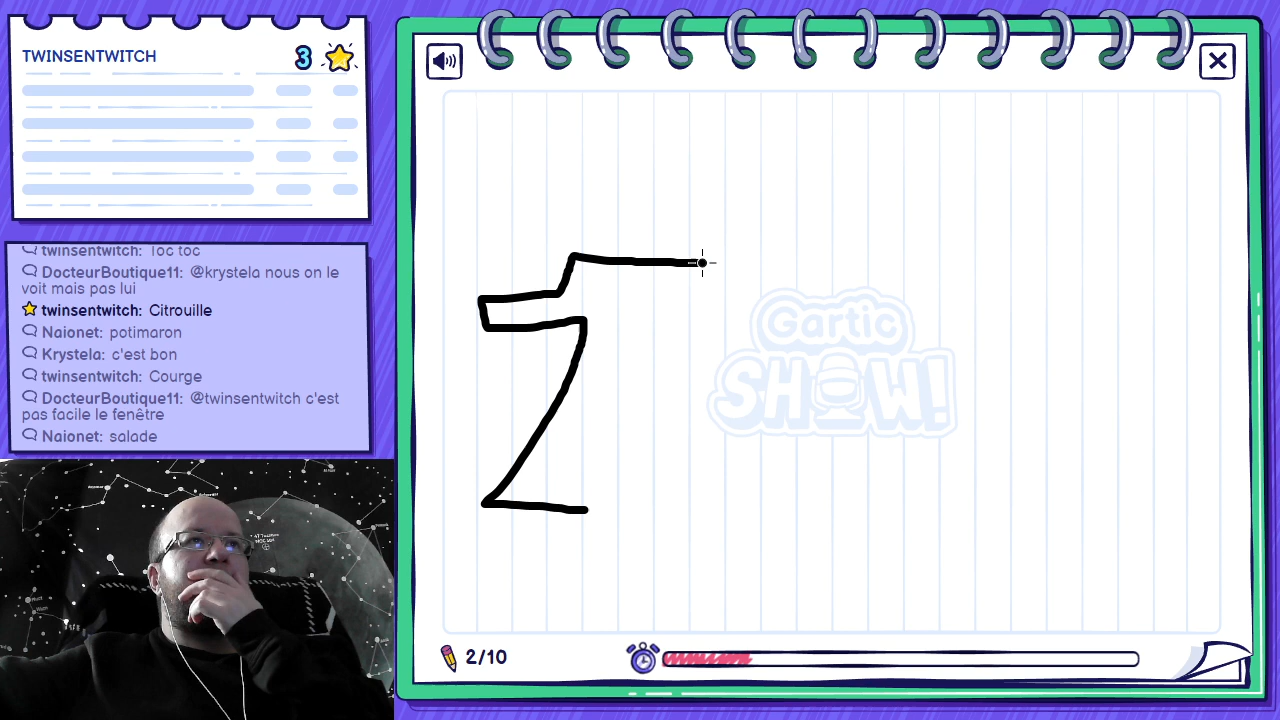 TWINSENTWITCH 3
twinsentwitch: Toc toc
DocteurBoutique11: @krystela nous on le
voit mais pas lui
twinsentwitch: Citrouille
Naionet: potimaron
Krystela: c'est bon
twinsentwitch: Courge
DocteurBoutique11: @twinsentwitch c'est
pas facile le fenêtre
Naionet: salade
Gartic
SHOW!
2/10